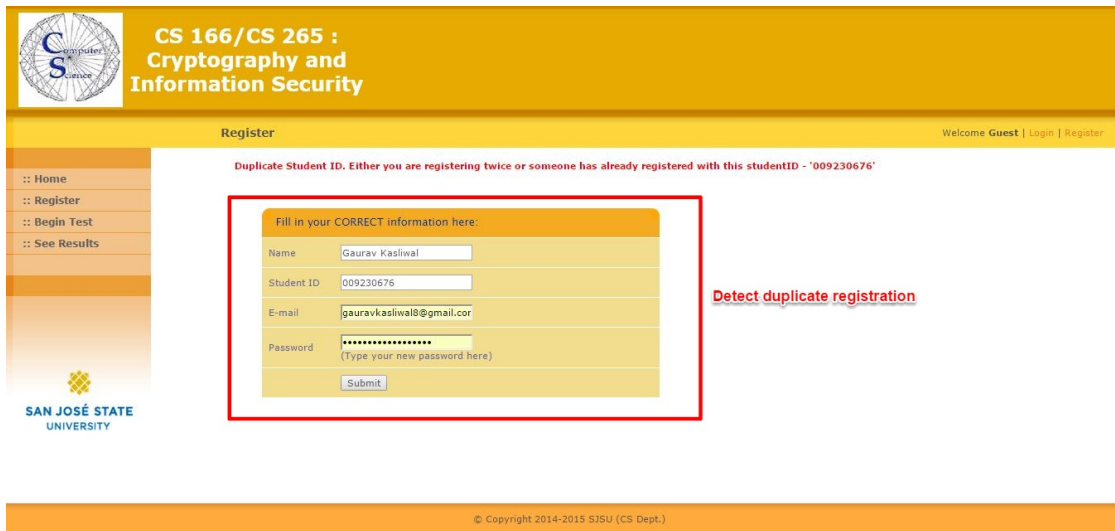 Computer
Science
CS 166/CS 265 :
Cryptography and
Information Security
Register
Welcome Guest | Login | Register
Duplicate Student ID. Either you are registering twice or someone has already registered with this studentID - '009230676'
:: Home
:: Register
:: Begin Test
:: See Results
Fill in your CORRECT information here:
Name Gaurav Kasliwal
Student ID 009230676
E-mail gauravkasliwal8@gmail.cor
Password ••••••••••••••••••
(Type your new password here)
Submit
Detect duplicate registration
SAN JOSÉ STATE
UNIVERSITY
© Copyright 2014-2015 SJSU (CS Dept.)